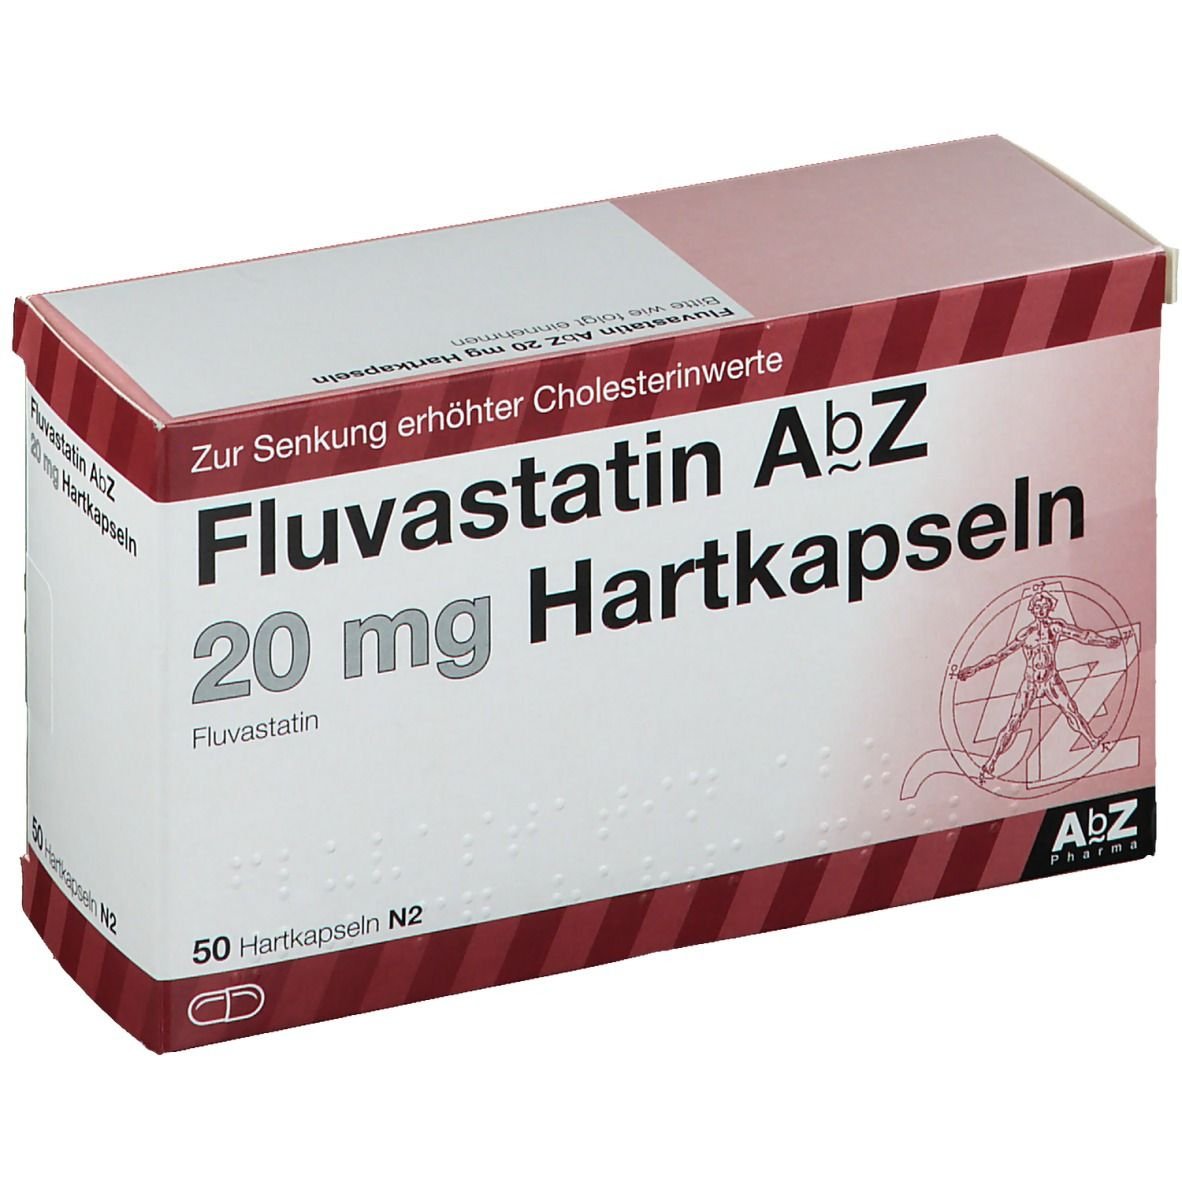 Fluvastatin AbZ 20 mg Hartkapseln
Bitte wie folgt einnehmen
Zur Senkung erhöhter Cholesterinwerte
Fluvastatin AbZ
20 mg Hartkapseln
Fluvastatin
50 Hartkapseln N2
AbZ
Pharma
Fluvastatin AbZ
20 mg Hartkapseln
50 Hartkapseln N2